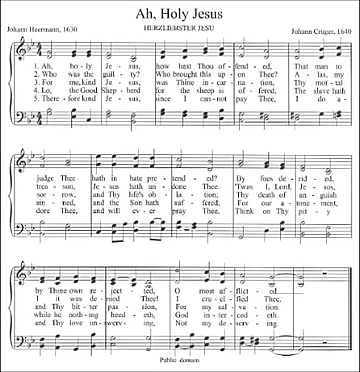 Ah, Holy Jesus
HERZLIEBSTER JESU
Johann Heermann, 1630
Johann Cruger, 1640
1. Ah, ho- ly Je- sus, how hast Thou of- fend- ed, That man to
2. Who was the guil- ty? Who brought this up- on Thee? A- las, my
3. For me, kind Je- sus, was Thine in- car- na- tion, Thy mor- tal
4. Lo, the Good Shep- herd for the sheep is of- fered; The slave hath
5. There- fore kind Je- sus, since I can- not pay Thee, I do a-
judge Thee hath in hate pre- tend- ed? By foes de- rid- ed,
trea- son, Je- sus hath un- done Thee. 'Twas I, Lord, Je- sus,
sor- row, and Thy life's ob- la- tion; Thy death of an- guish
sin- ned, and the Son hath suf- fered. For our a- tone- ment,
dore Thee, and will ev- er pray Thee, Think on Thy pit- y
by Thine own re- ject- ed, O most af- flict- ed.
I it was de- nied Thee! I cru- ci- fied Thee.
and Thy bit- ter pas- sion, For my sal- va- tion.
while he noth- ing heed- eth, God in- ter- ced- eth.
and Thy love un- swerv- ing, Not my de- serv- ing.
Public domain